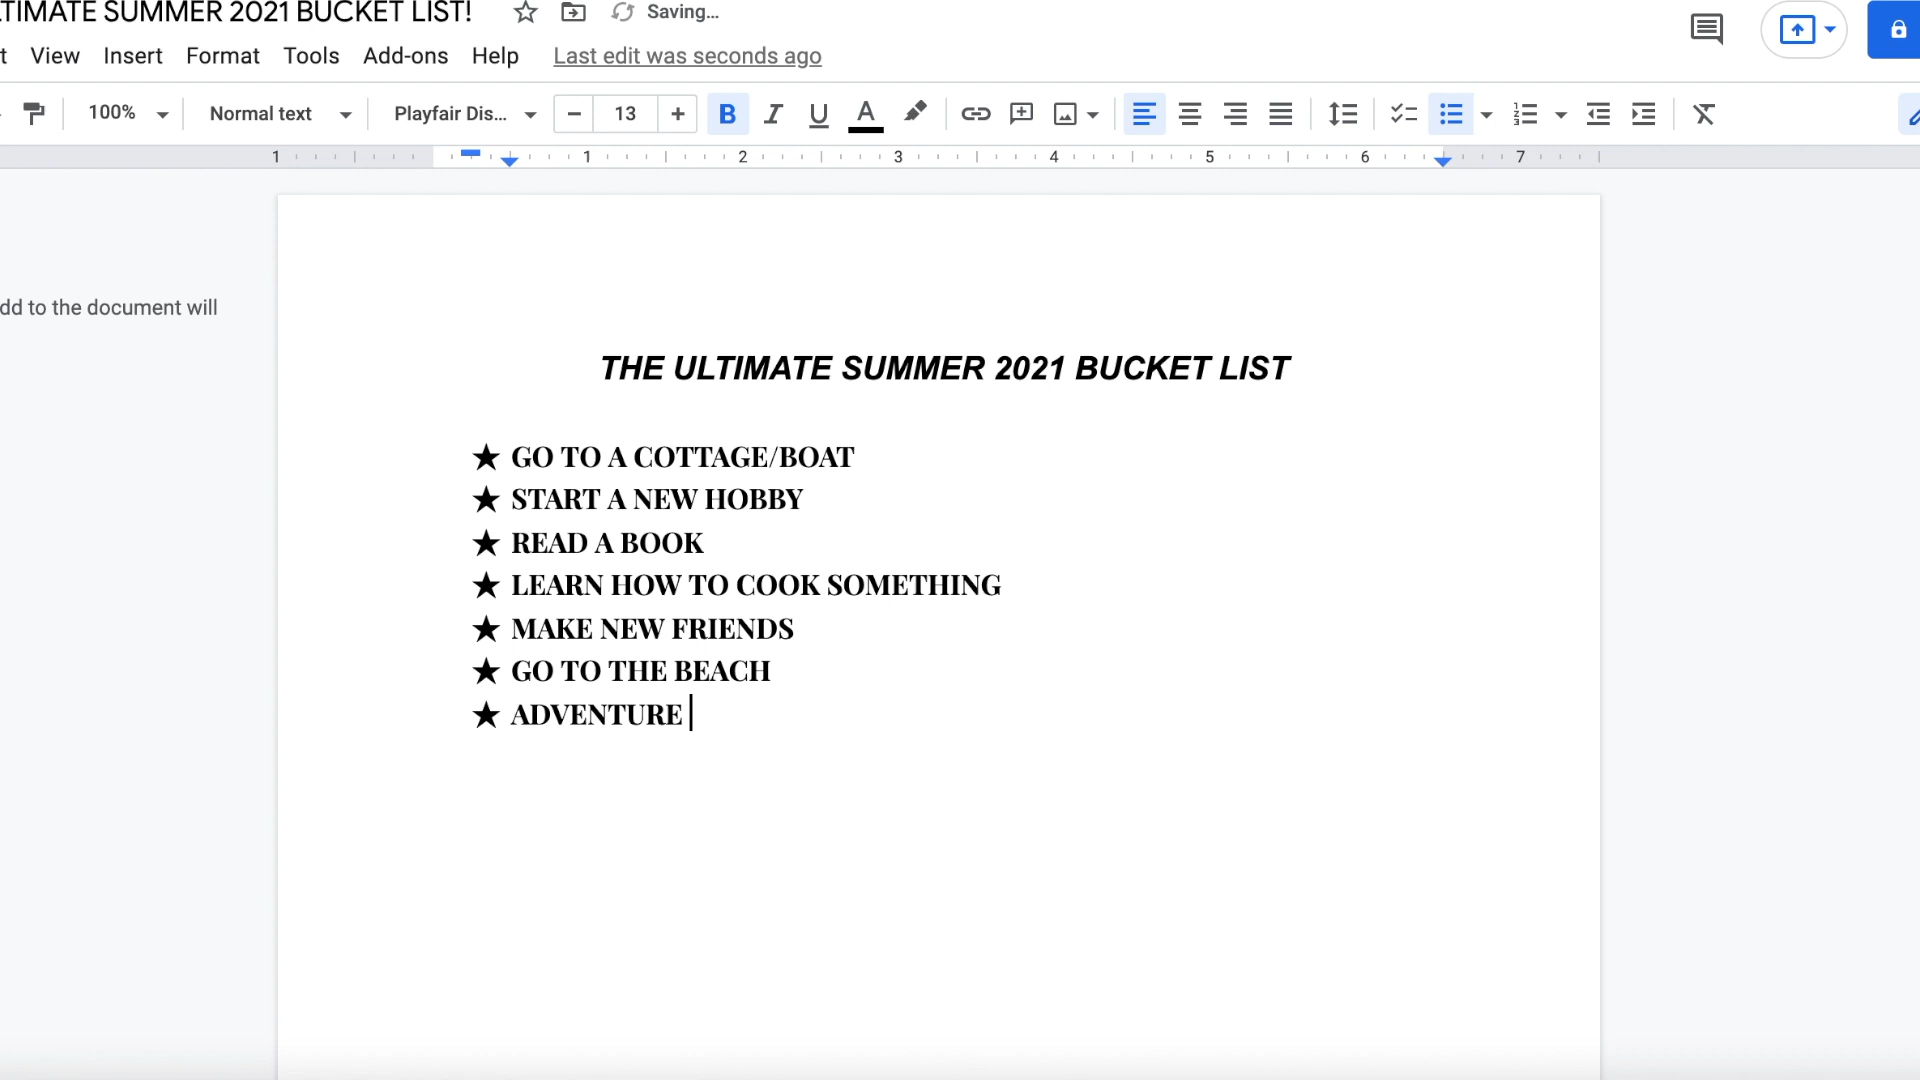 TIMATE SUMMER 2021 BUCKET LIST! Saving...
t View Insert Format Tools Add-ons Help Last edit was seconds ago
100% Normal text Playfair Dis... − 13 + B I U A
1 1 2 3 4 5 6 7
dd to the document will
THE ULTIMATE SUMMER 2021 BUCKET LIST
★ GO TO A COTTAGE/BOAT
★ START A NEW HOBBY
★ READ A BOOK
★ LEARN HOW TO COOK SOMETHING
★ MAKE NEW FRIENDS
★ GO TO THE BEACH
★ ADVENTURE